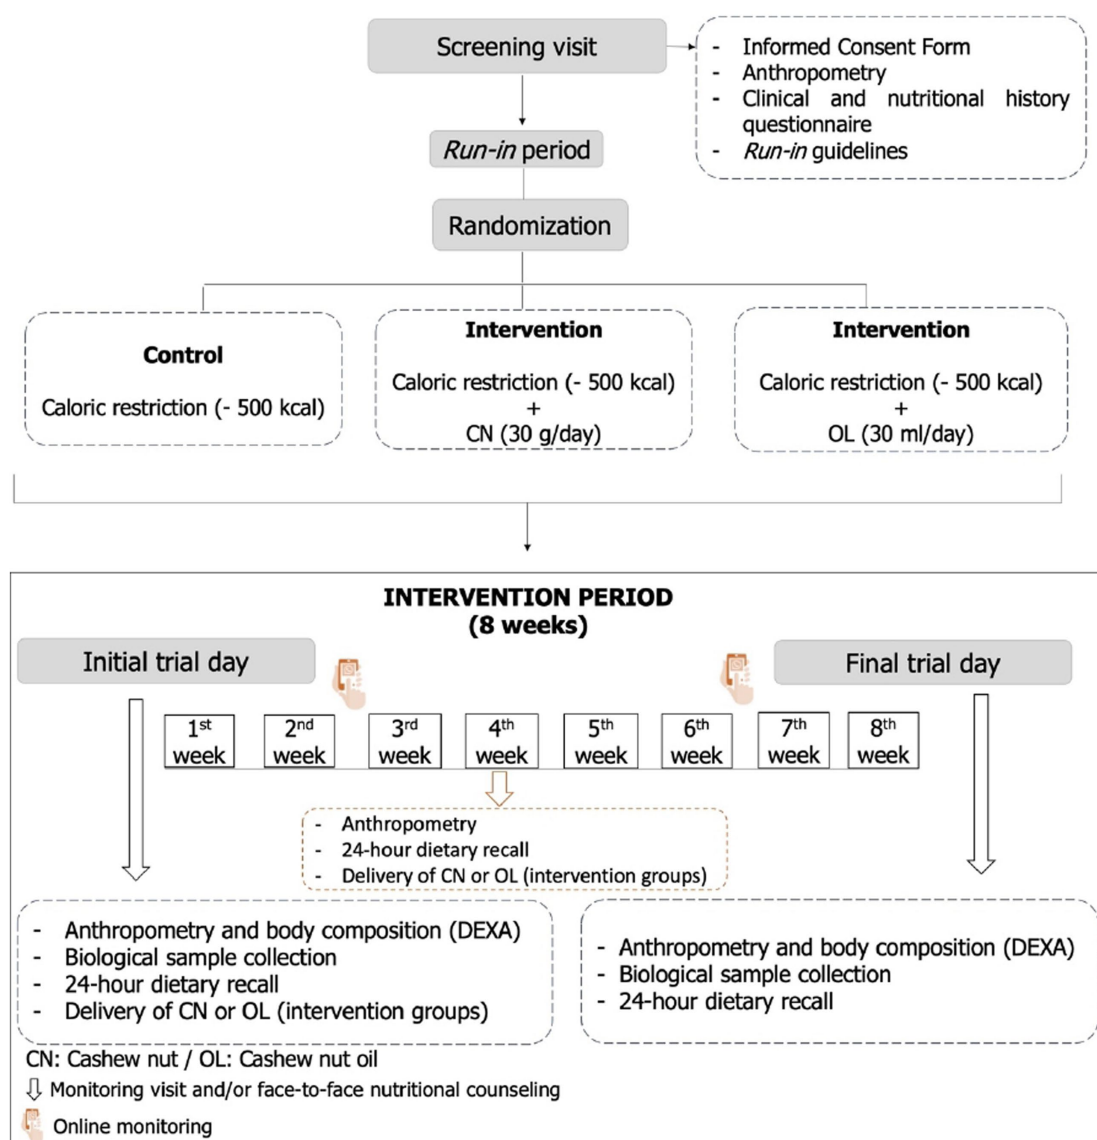 Screening visit
- Informed Consent Form
- Anthropometry
- Clinical and nutritional history
questionnaire
- Run-in guidelines
Run-in period
Randomization
Control
Caloric restriction (- 500 kcal)
Intervention
Caloric restriction (- 500 kcal)
+
CN (30 g/day)
Intervention
Caloric restriction (- 500 kcal)
+
OL (30 ml/day)
INTERVENTION PERIOD
(8 weeks)
Initial trial day
Final trial day
1st
week
2nd
week
3rd
week
4th
week
5th
week
6th
week
7th
week
8th
week
- Anthropometry
- 24-hour dietary recall
- Delivery of CN or OL (intervention groups)
- Anthropometry and body composition (DEXA)
- Biological sample collection
- 24-hour dietary recall
- Delivery of CN or OL (intervention groups)
- Anthropometry and body composition (DEXA)
- Biological sample collection
- 24-hour dietary recall
CN: Cashew nut / OL: Cashew nut oil
Monitoring visit and/or face-to-face nutritional counseling
Online monitoring